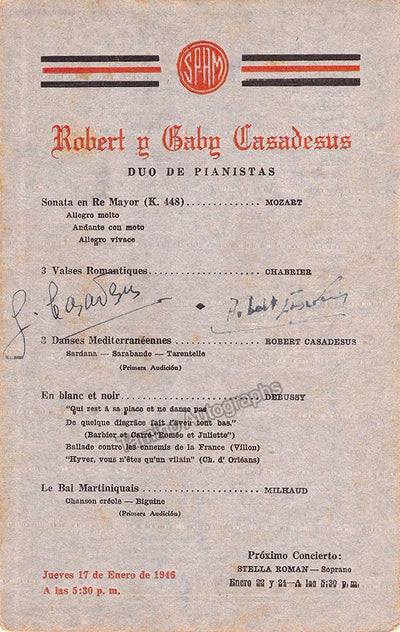 SPAM
Robert y Gaby Casadesus
DUO DE PIANISTAS
Sonata en Re Mayor (K. 448) ............. MOZART
Allegro molto
Andante con moto
Allegro vivace
3 Valses Romantiques..................... CHABRIER
G. Casadesus
Robert Casadesus
3 Danses Mediterranéennes ............. ROBERT CASADESUS
Sardana — Sarabande — Tarentelle
(Primera Audición)
En blanc et noir......................... DEBUSSY
"Qui rest à sa place et ne danse pas
De quelque disgrâce fait l'aveu tout bas."
(Barbier et Carré "Roméo et Juliette")
Ballade contre les ennemis de la France (Villon)
"Hyver, vous n'êtes qu'un vilain" (Ch. d' Orléans)
Tamino Autographs
Le Bal Martiniquais ..................... MILHAUD
Chanson créole — Biguine
(Primera Audición)
Próximo Concierto:
STELLA ROMAN — Soprano
Enero 22 y 24 — A las 5:30 p. m.
Jueves 17 de Enero de 1946
A las 5:30 p. m.